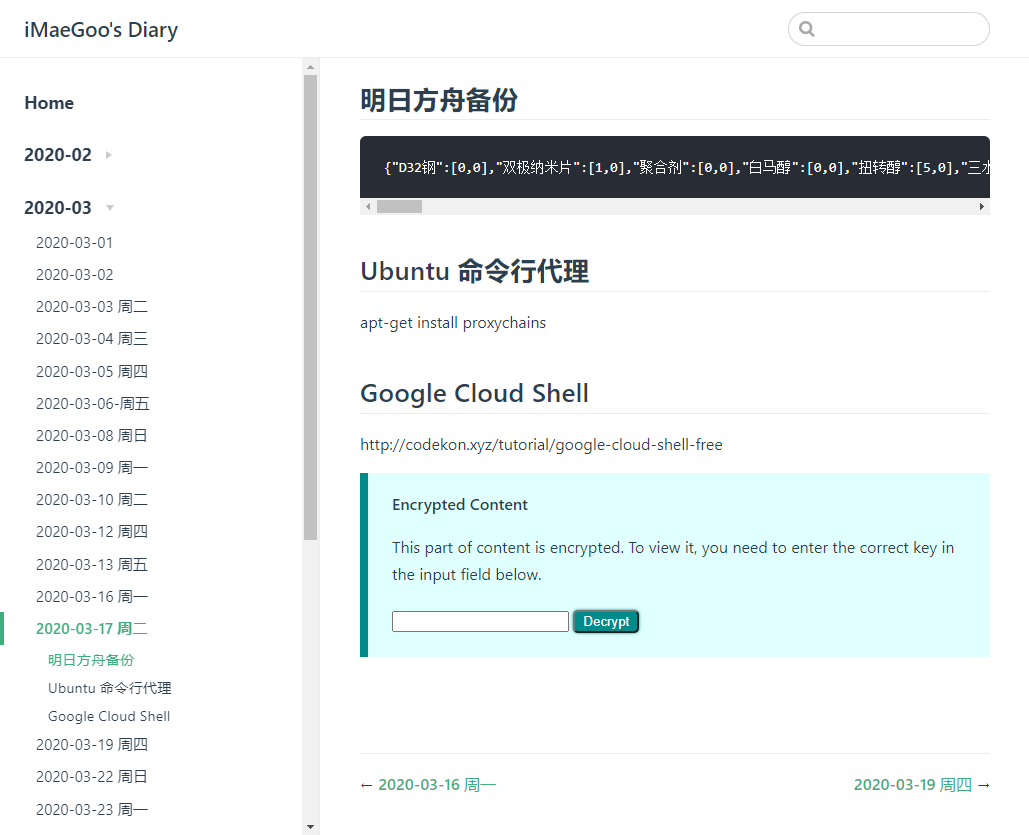 iMaeGoo's Diary
Home
2020-02
2020-03
2020-03-01
2020-03-02
2020-03-03 周二
2020-03-04 周三
2020-03-05 周四
2020-03-06-周五
2020-03-08 周日
2020-03-09 周一
2020-03-10 周二
2020-03-12 周四
2020-03-13 周五
2020-03-16 周一
2020-03-17 周二
明日方舟备份
Ubuntu 命令行代理
Google Cloud Shell
2020-03-19 周四
2020-03-22 周日
2020-03-23 周一
明日方舟备份
{"D32钢":[0,0],"双极纳米片":[1,0],"聚合剂":[0,0],"白马醇":[0,0],"扭转醇":[5,0],"三水
Ubuntu 命令行代理
apt-get install proxychains
Google Cloud Shell
http://codekon.xyz/tutorial/google-cloud-shell-free
Encrypted Content
This part of content is encrypted. To view it, you need to enter the correct key in
the input field below.
Decrypt
← 2020-03-16 周一
2020-03-19 周四 →